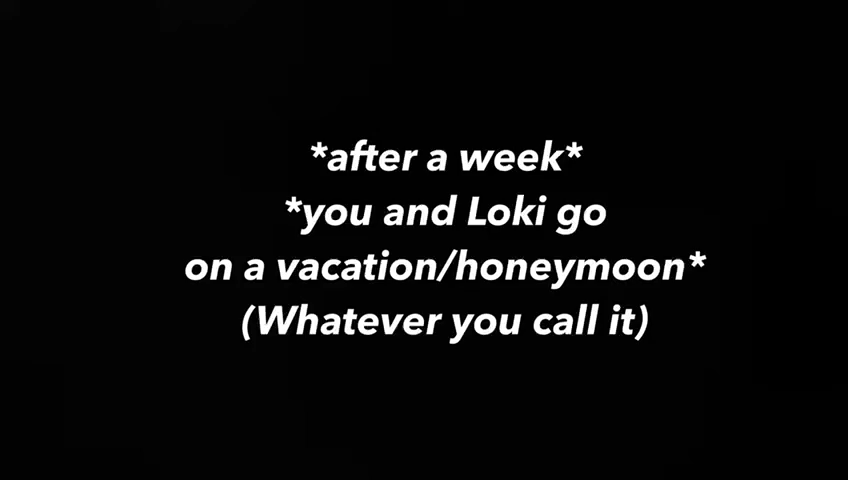 *after a week*
*you and Loki go
on a vacation/honeymoon*
(Whatever you call it)